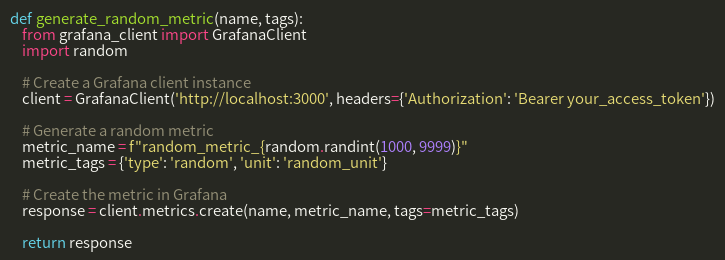 def generate_random_metric(name, tags):
from grafana_client import GrafanaClient
import random
# Create a Grafana client instance
client = GrafanaClient('http://localhost:3000', headers={'Authorization': 'Bearer your_access_token'})
# Generate a random metric
metric_name = f"random_metric_{random.randint(1000, 9999)}"
metric_tags = {'type': 'random', 'unit': 'random_unit'}
# Create the metric in Grafana
response = client.metrics.create(name, metric_name, tags=metric_tags)
return response